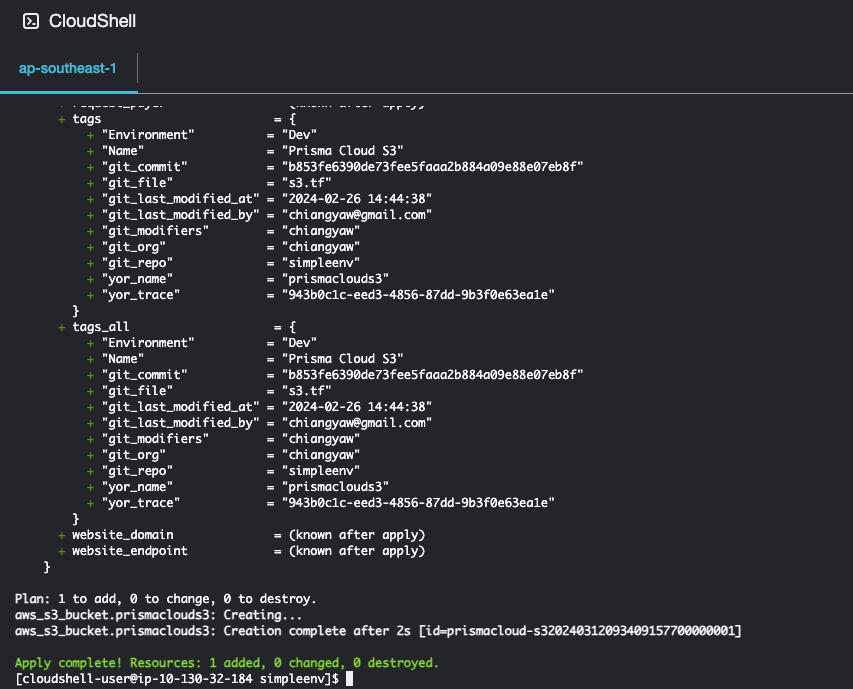 CloudShell
ap-southeast-1
+ request_payer = (known after apply)
+ tags = {
+ "Environment" = "Dev"
+ "Name" = "Prisma Cloud S3"
+ "git_commit" = "b853fe6390de73fee5faaa2b884a09e88e07eb8f"
+ "git_file" = "s3.tf"
+ "git_last_modified_at" = "2024-02-26 14:44:38"
+ "git_last_modified_by" = "chiangyaw@gmail.com"
+ "git_modifiers" = "chiangyaw"
+ "git_org" = "chiangyaw"
+ "git_repo" = "simpleenv"
+ "yor_name" = "prismaclouds3"
+ "yor_trace" = "943b0c1c-eed3-4856-87dd-9b3f0e63ea1e"
}
+ tags_all = {
+ "Environment" = "Dev"
+ "Name" = "Prisma Cloud S3"
+ "git_commit" = "b853fe6390de73fee5faaa2b884a09e88e07eb8f"
+ "git_file" = "s3.tf"
+ "git_last_modified_at" = "2024-02-26 14:44:38"
+ "git_last_modified_by" = "chiangyaw@gmail.com"
+ "git_modifiers" = "chiangyaw"
+ "git_org" = "chiangyaw"
+ "git_repo" = "simpleenv"
+ "yor_name" = "prismaclouds3"
+ "yor_trace" = "943b0c1c-eed3-4856-87dd-9b3f0e63ea1e"
}
+ website_domain = (known after apply)
+ website_endpoint = (known after apply)
}
Plan: 1 to add, 0 to change, 0 to destroy.
aws_s3_bucket.prismaclouds3: Creating...
aws_s3_bucket.prismaclouds3: Creation complete after 2s [id=prismacloud-s320240312093409157700000001]
Apply complete! Resources: 1 added, 0 changed, 0 destroyed.
[cloudshell-user@ip-10-130-32-184 simpleenv]$